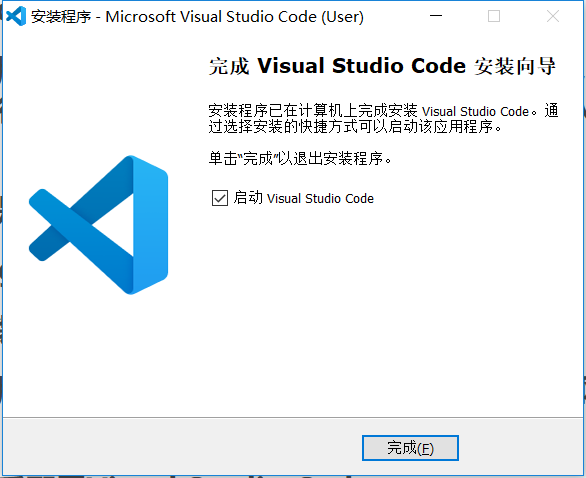 安装程序 - Microsoft Visual Studio Code (User)
完成 Visual Studio Code 安装向导
安装程序已在计算机上完成安装 Visual Studio Code。通
过选择安装的快捷方式可以启动该应用程序。
单击“完成”以退出安装程序。
启动 Visual Studio Code
完成(F)